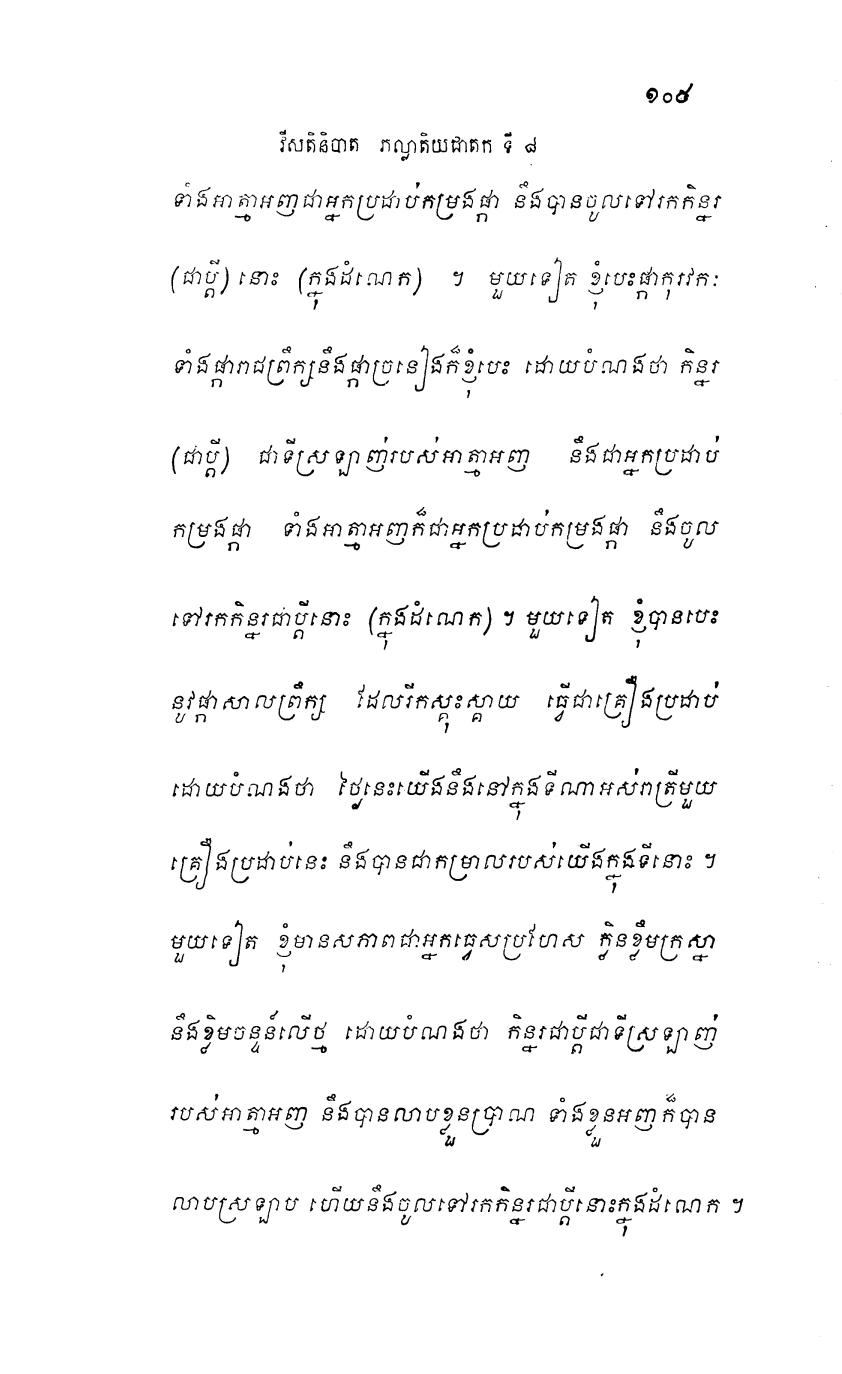 ១០៥
វីសតិនិបាត ភល្លាតិយជាតក ទី ៨
ទាំងអាត្មាអញជាអ្នកប្រដាប់កម្រងផ្កា នឹងបានចូលទៅរកកិន្នរ
(ជាប្តី) នោះ (ក្នុងដំណេក) ។ មួយទៀត ខ្ញុំបេះផ្កាកុរវកៈ
ទាំងផ្ការាជព្រឹក្សនឹងផ្កាច្រនៀងក៏ខ្ញុំបេះ ដោយបំណងថា កិន្នរ
(ជាប្តី) ជាទីស្រឡាញ់របស់អាត្មាអញ នឹងជាអ្នកប្រដាប់
កម្រងផ្កា ទាំងអាត្មាអញក៏ជាអ្នកប្រដាប់កម្រងផ្កា នឹងចូល
ទៅរកកិន្នរជាប្តីនោះ (ក្នុងដំណេក) ។ មួយទៀត ខ្ញុំបានបេះ
នូវផ្កាសាលព្រឹក្ស ដែលរីកស្គុះស្គាយ ធ្វើជាគ្រឿងប្រដាប់
ដោយបំណងថា ថ្ងៃនេះយើងនឹងនៅក្នុងទីណាអស់រាត្រីមួយ
គ្រឿងប្រដាប់នេះ នឹងបានជាកម្រាលរបស់យើងក្នុងទីនោះ ។
មួយទៀត ខ្ញុំមានសភាពជាអ្នកធ្វេសប្រហែស កិ្លនខ្លឹមក្រស្នា
នឹងខ្លឹមចន្ទន៍លើថ្ម ដោយបំណងថា កិន្នរជាប្តីជាទីស្រឡាញ់
របស់អាត្មាអញ នឹងបានលាបខ្លួនប្រាណ ទាំងខ្លួនអញក៏បាន
លាបស្រឡាប ហើយនឹងចូលទៅរកកិន្នរជាប្តីនោះក្នុងដំណេក ។